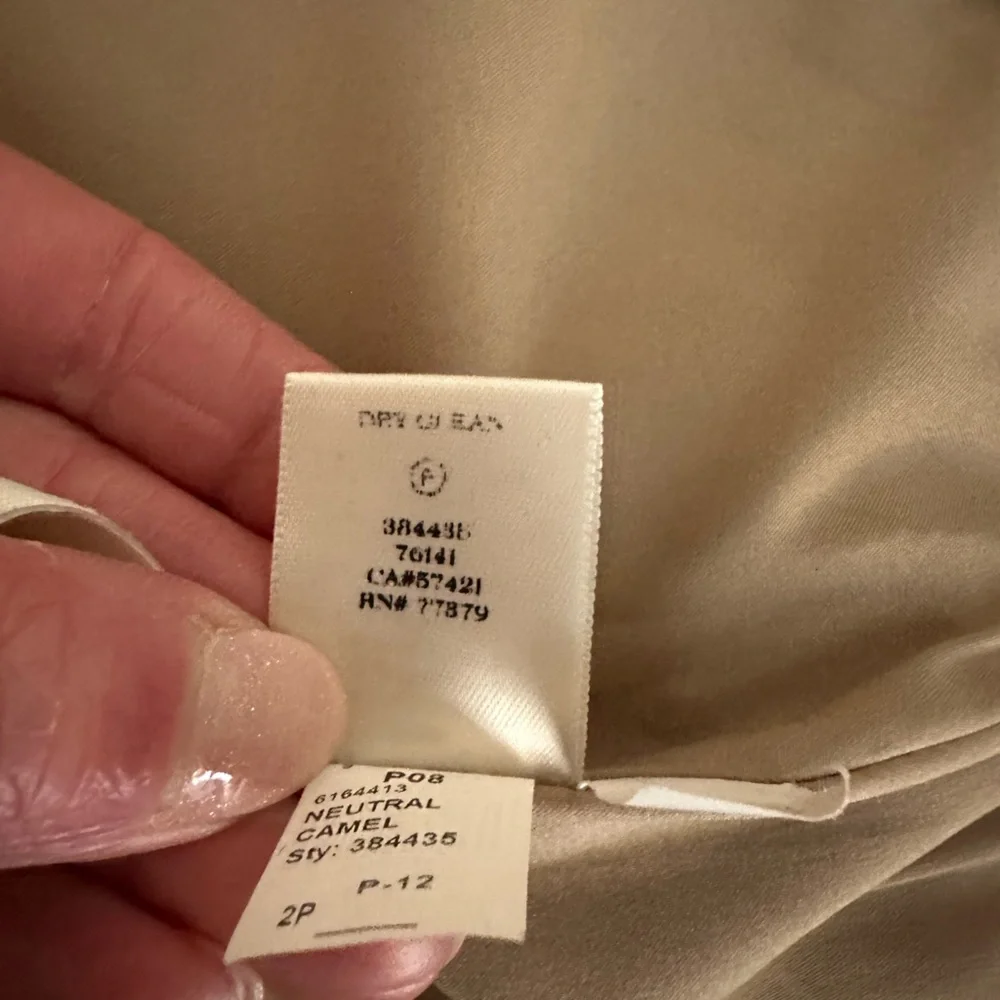 DRY CLEAN
P
384435
76141
CA#57421
RN# 77879
P08
6164413
NEUTRAL
CAMEL
Sty: 384435
P-12
2P